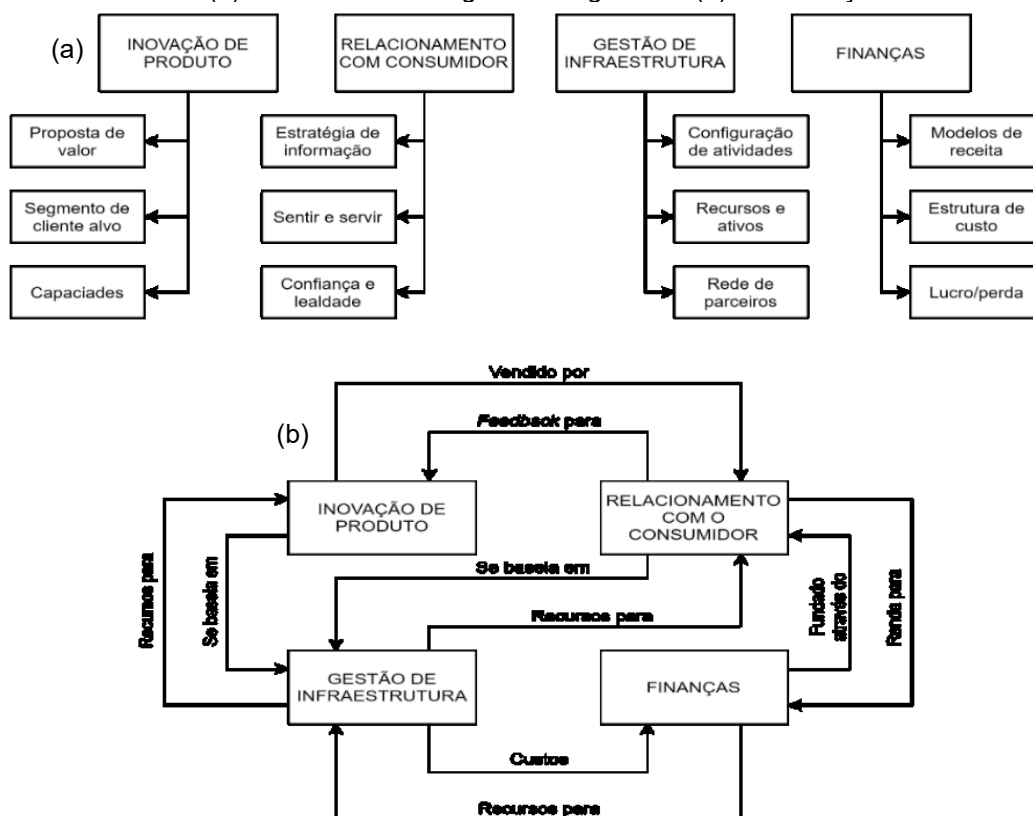 (a)
INOVAÇÃO DE
PRODUTO
RELACIONAMENTO
COM CONSUMIDOR
GESTÃO DE
INFRAESTRUTURA
FINANÇAS
Proposta de
valor
Estratégia de
informação
Configuração
de atividades
Modelos de
receita
Segmento de
cliente alvo
Sentir e servir
Recursos e
ativos
Estrutura de
custo
Capaciades
Confiança e
lealdade
Rede de
parceiros
Lucro/perda
Vendido por
(b)
Feedback para
INOVAÇÃO DE
PRODUTO
RELACIONAMENTO
COM O
CONSUMIDOR
Recursos para
Se baseia em
Se baseia em
Recursos para
Fundado
através do
Renda para
GESTÃO DE
INFRAESTRUTURA
FINANÇAS
Custos
Recursos para